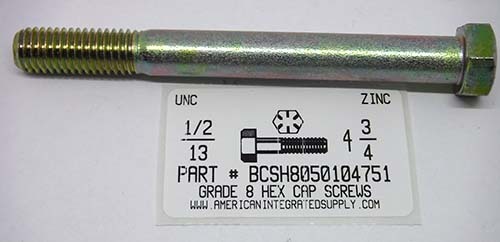 UNC ZINC
1/2
13
4 3/4
PART # BCSH8050104751
GRADE 8 HEX CAP SCREWS
WWW.AMERICANINTEGRATEDSUPPLY.COM